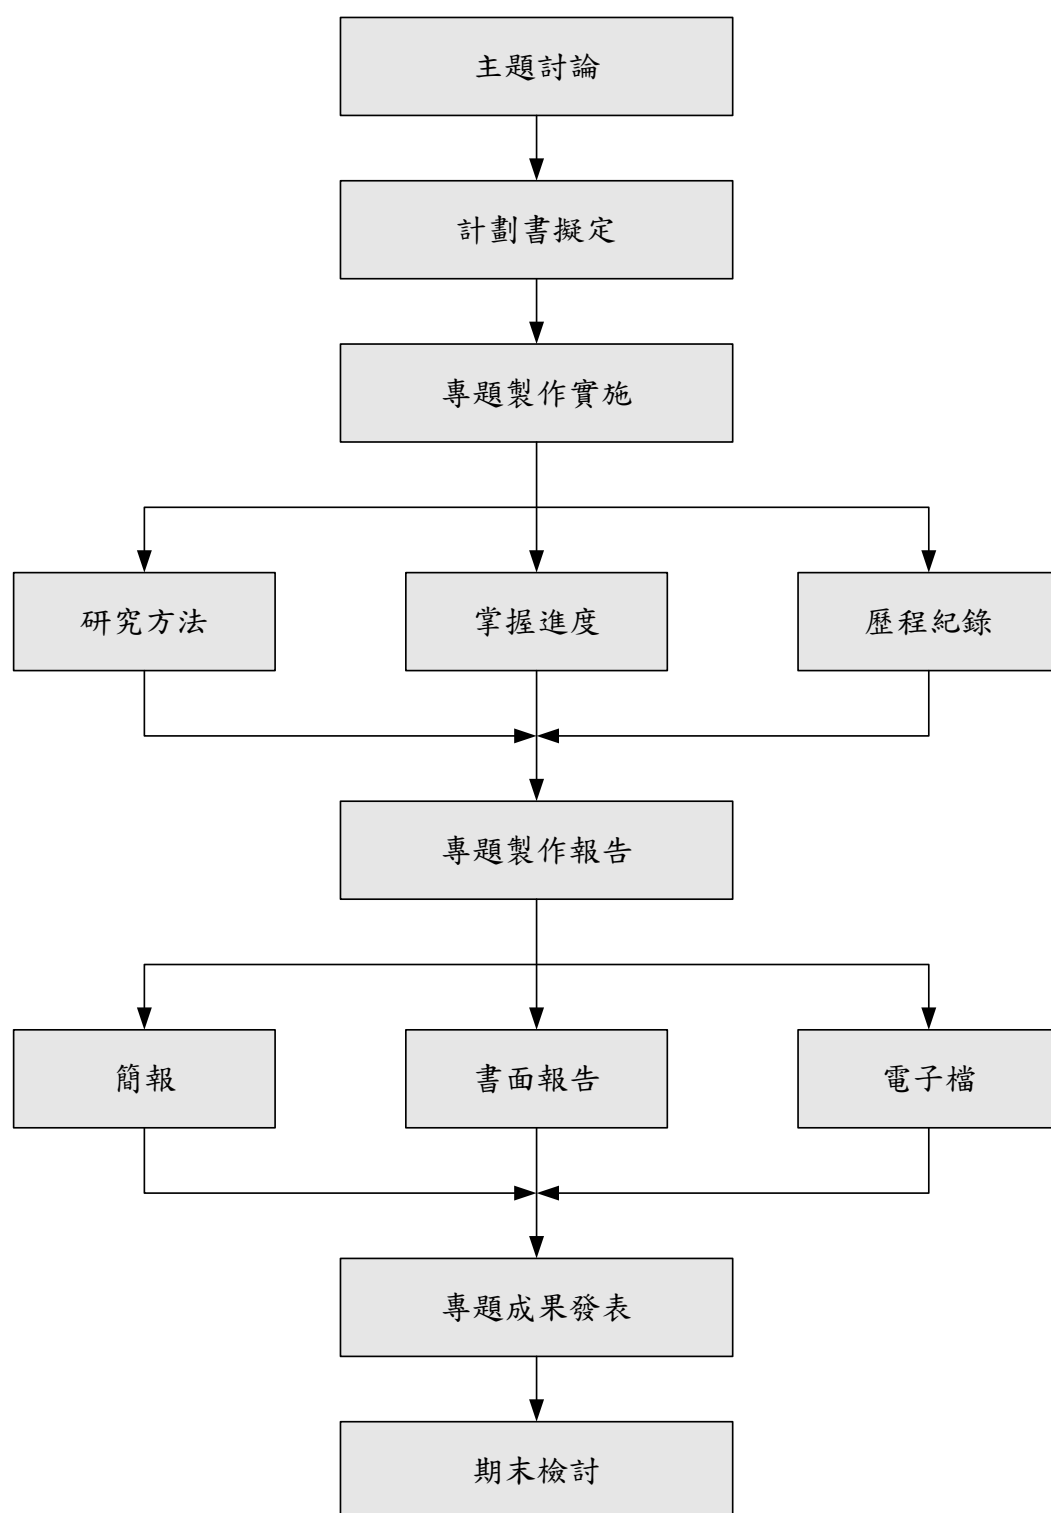 主題討論
計劃書擬定
專題製作實施
研究方法
掌握進度
歷程紀錄
專題製作報告
簡報
書面報告
電子檔
專題成果發表
期末檢討